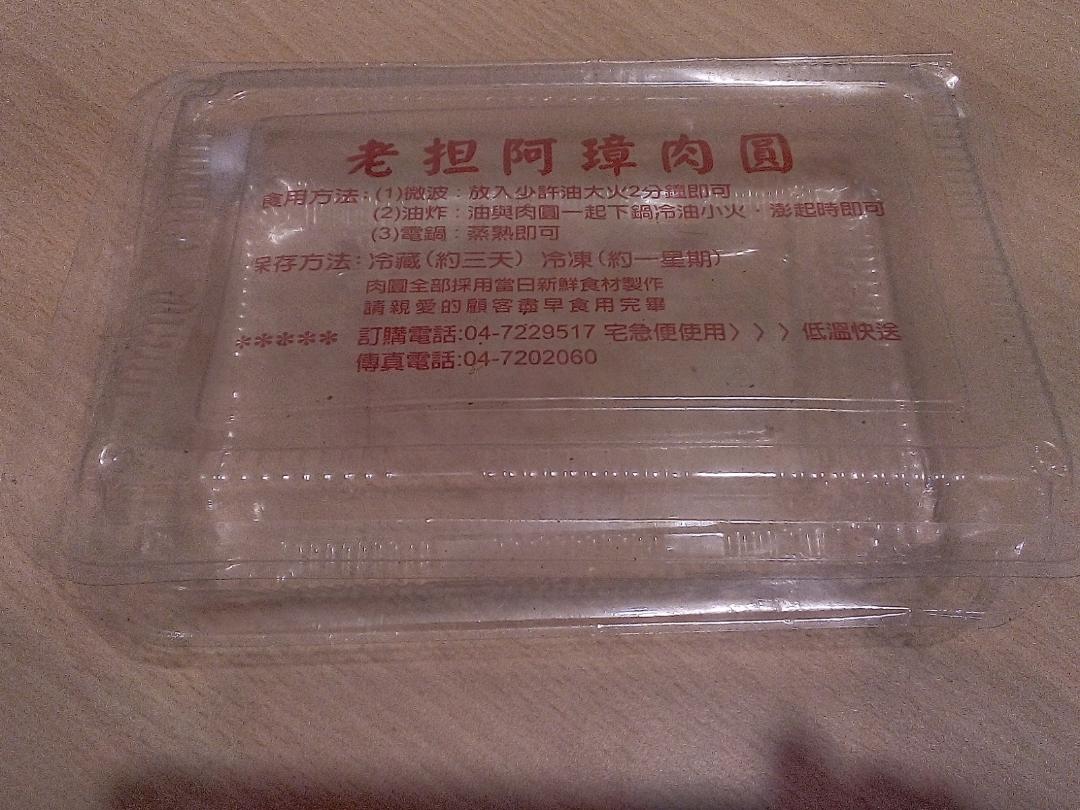 老担阿璋肉圓
食用方法：(1)微波：放入少許油大火2分鐘即可
(2)油炸：油與肉圓一起下鍋冷油小火，澎起時即可
(3)電鍋：蒸熟即可
保存方法：冷藏(約三天) 冷凍(約一星期)
肉圓全部採用當日新鮮食材製作
請親愛的顧客盡早食用完畢
***** 訂購電話:04-7229517 宅急便使用〉〉〉低溫快送
傳真電話:04-7202060